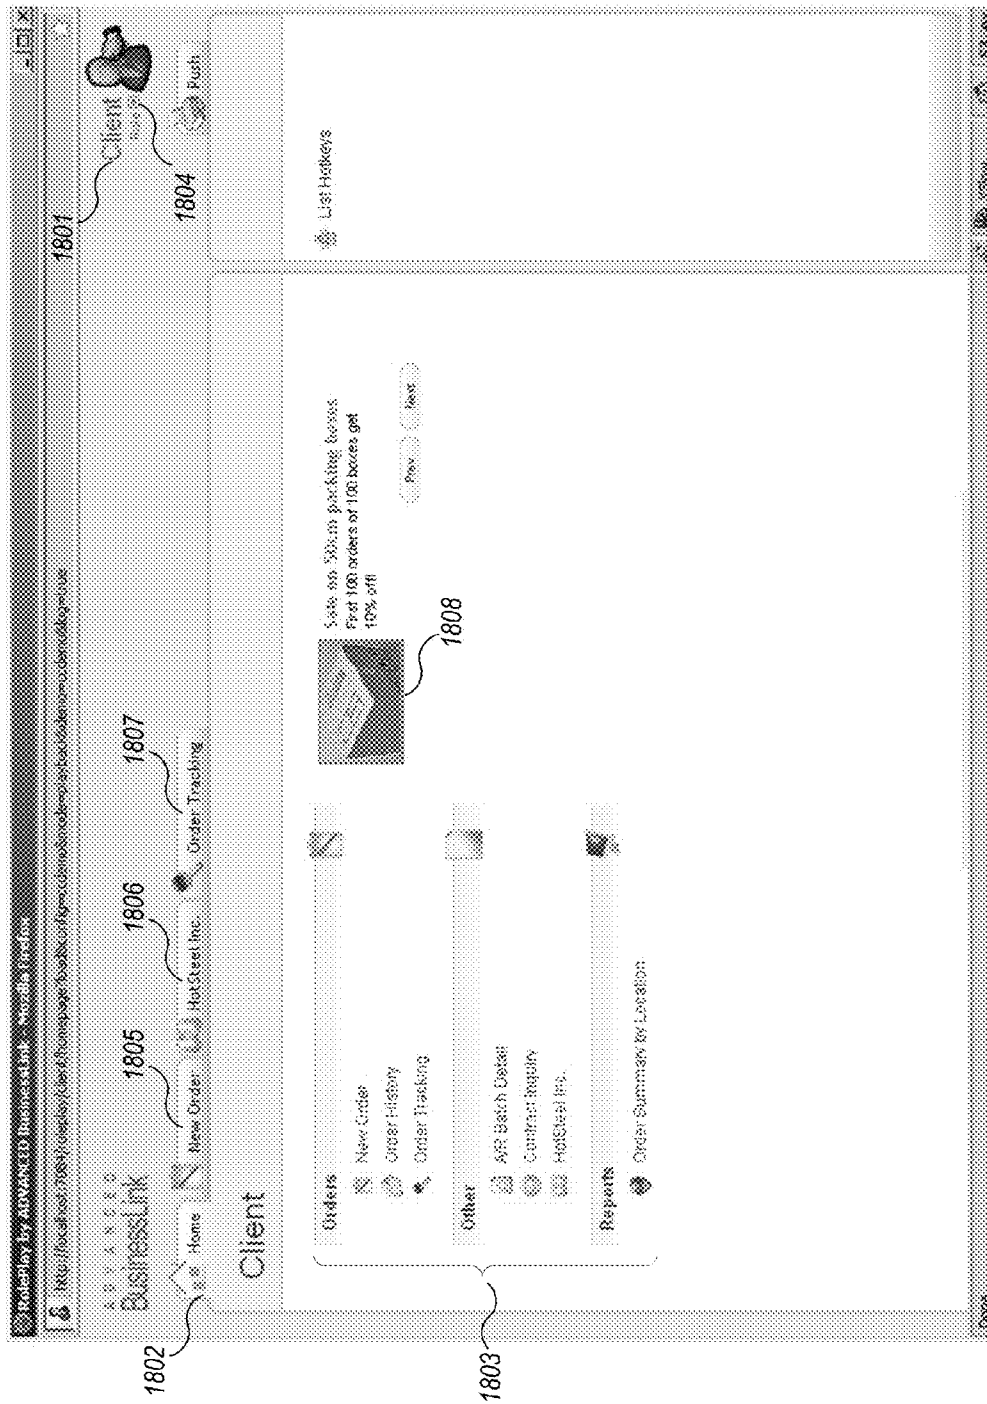 RolePlay by ADVANCED BusinessLink - Mozilla Firefox
1801
Client
1804
ADVANCED
BusinessLink
1802
Home
1805
New Order
1806
HotSteel Inc.
1807
Order Tracking
Push
Client
1803
Orders
New Order
Order History
Order Tracking
Other
A/R Batch Detail
Contract Inquiry
HotSteel Inc.
Reports
Order Summary by Location
1808
Sale on 50cm packing boxes
First 100 orders of 100 boxes get
10% off!
Prev
Next
List Hotkeys
Done